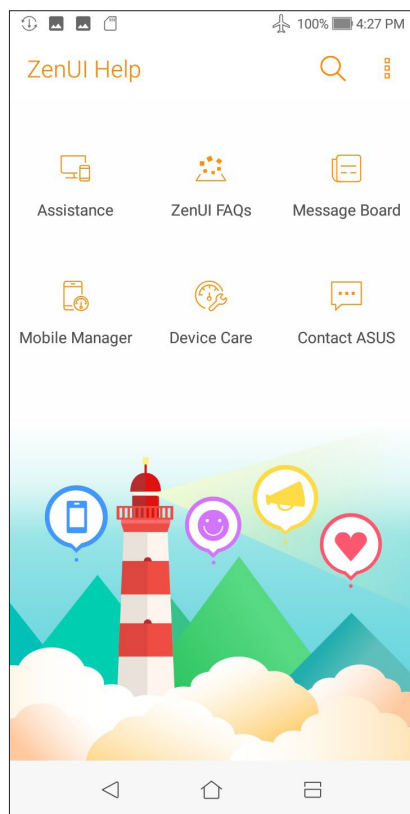 100% 4:27 PM
ZenUI Help
Assistance ZenUI FAQs Message Board
Mobile Manager Device Care Contact ASUS